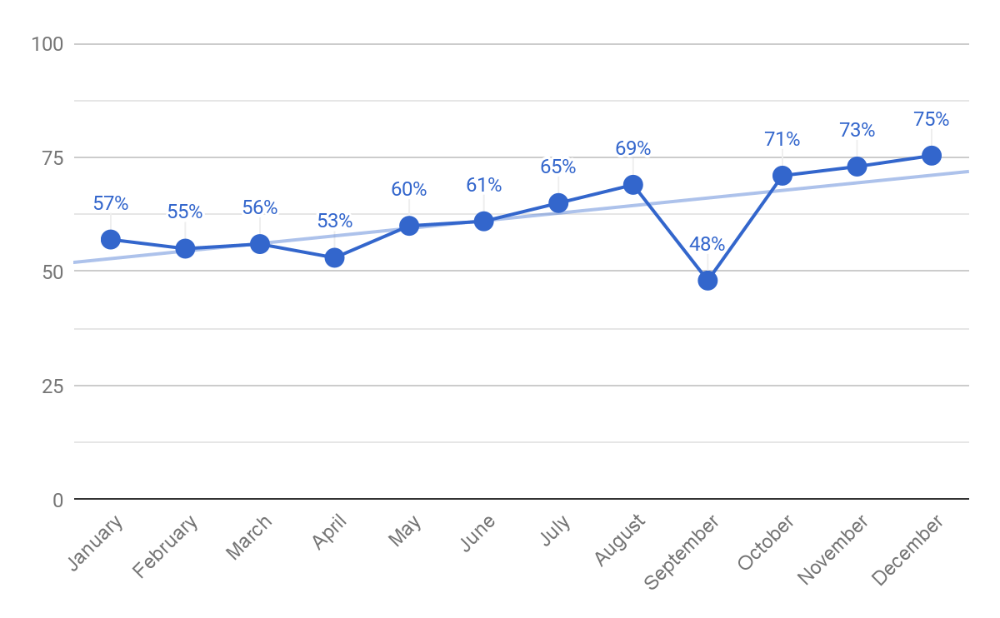 100
75
50
25
0
57%
55%
56%
53%
60%
61%
65%
69%
48%
71%
73%
75%
January
February
March
April
May
June
July
August
September
October
November
December